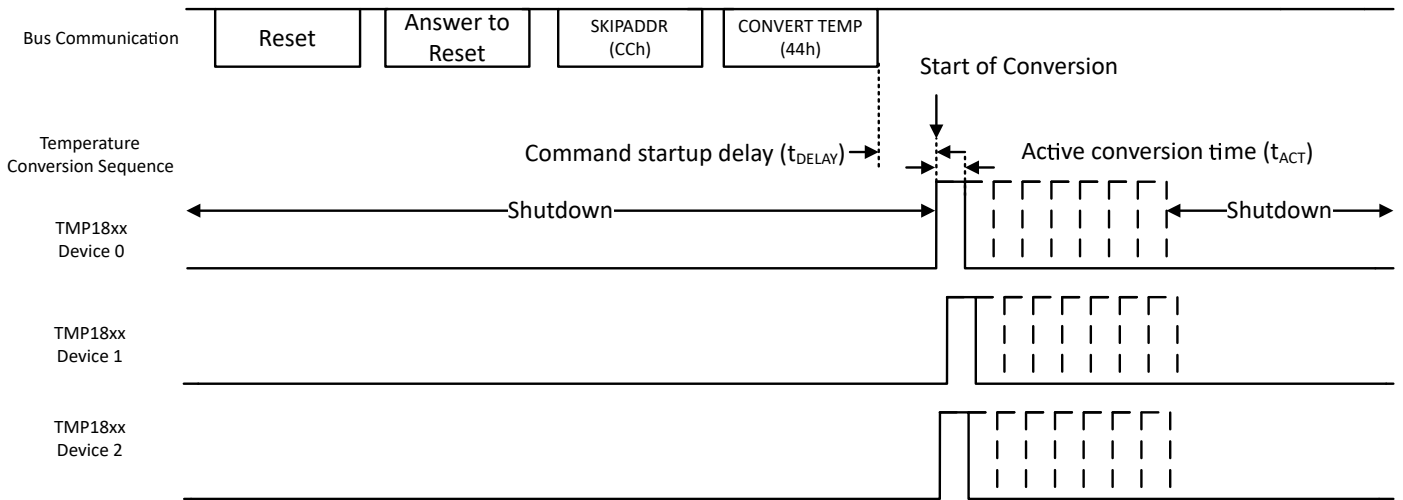 Bus Communication
Reset
Answer to
Reset
SKIPADDR
(CCh)
CONVERT TEMP
(44h)
Start of Conversion
Temperature
Conversion Sequence
Command startup delay (tDELAY)
Active conversion time (tACT)
Shutdown
Shutdown
TMP18xx
Device 0
TMP18xx
Device 1
TMP18xx
Device 2